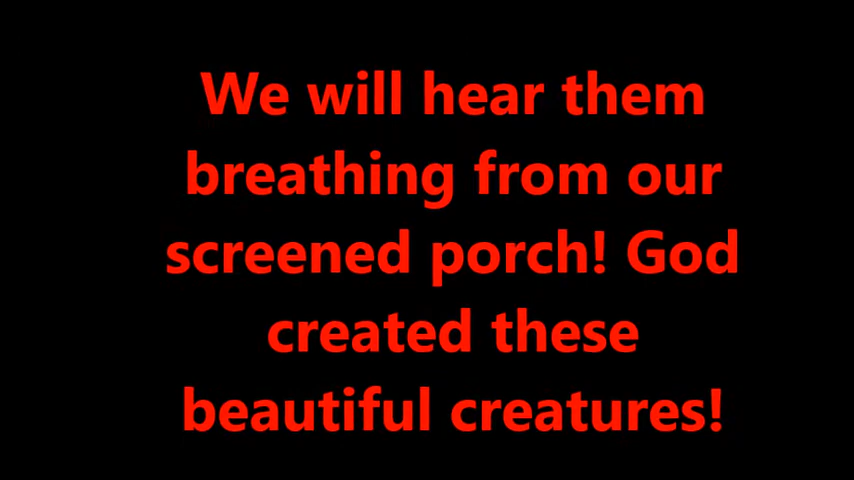 We will hear them
breathing from our
screened porch! God
created these
beautiful creatures!